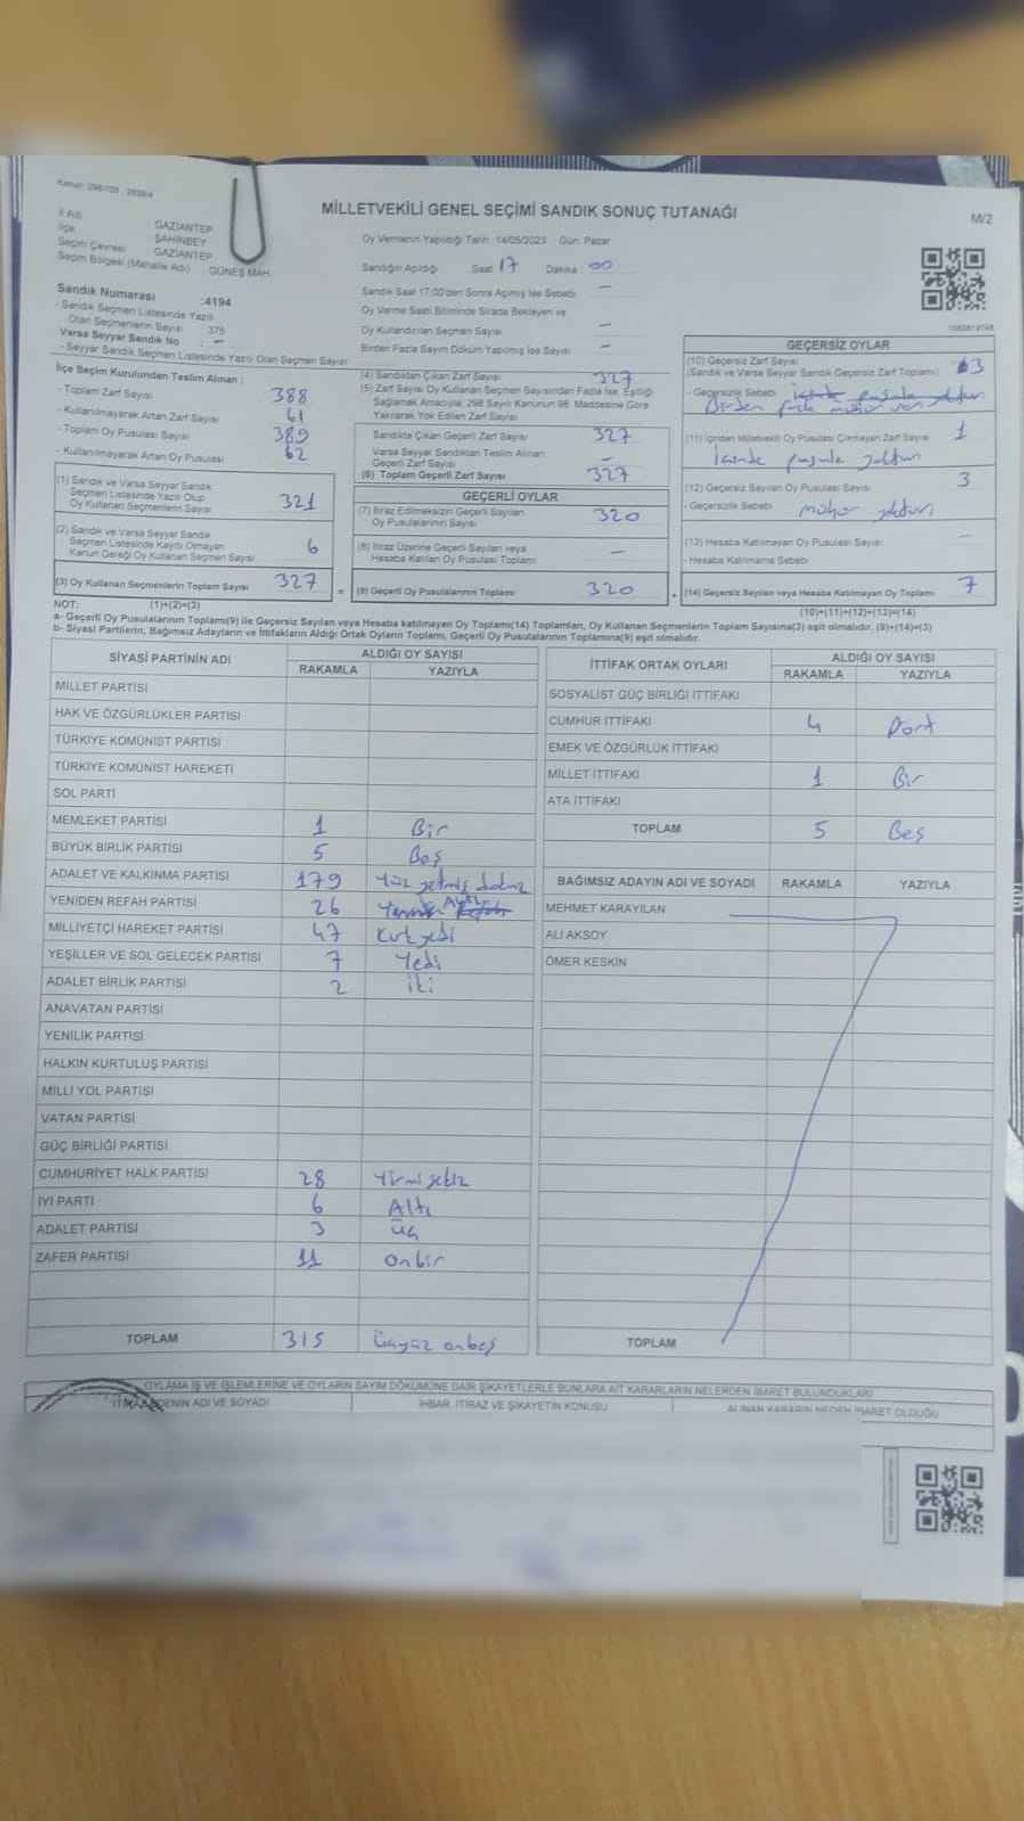 MİLLETVEKİLİ GENEL SEÇİMİ SANDIK SONUÇ TUTANAĞI
M/2
İl Adı : GAZİANTEP
İlçe : ŞAHİNBEY
Seçim Çevresi : GAZİANTEP
Seçim Bölgesi (Mahalle Adı) : GÜNEŞ MAH.
Oy Vermenin Yapıldığı Tarih: 14/05/2023 Gün: Pazar
Sandığın Açıldığı Saat: 17 Dakika: 00
Sandık Saat 17:00'den Sonra Açılmış İse Sebebi: —
Oy Verme Saati Bitiminde Sırada Bekleyen ve
Oy Kullandırılan Seçmen Sayısı —
Birden Fazla Sayım Döküm Yapılmış İse Sayısı —
Sandık Numarası :4194
- Sandık Seçmen Listesinde Yazılı
Olan Seçmenlerin Sayısı : 375
Varsa Seyyar Sandık No : —
- Seyyar Sandık Seçmen Listesinde Yazılı Olan Seçmen Sayısı:
İlçe Seçim Kurulundan Teslim Alınan :
- Toplam Zarf Sayısı 388
- Kullanılmayarak Artan Zarf Sayısı 61
- Toplam Oy Pusulası Sayısı 389
- Kullanılmayarak Artan Oy Pusulası 62
(1) Sandık ve Varsa Seyyar Sandık
Seçmen Listesinde Yazılı Olup
Oy Kullanan Seçmenlerin Sayısı 321
(2) Sandık ve Varsa Seyyar Sandık
Seçmen Listesinde Kayıtlı Olmayan
Kanun Gereği Oy Kullanan Seçmen Sayısı 6
(3) Oy Kullanan Seçmenlerin Toplam Sayısı 327
(1)+(2)=(3)
(4) Sandıktan Çıkan Zarf Sayısı 327
(5) Zarf Sayısı Oy Kullanan Seçmen Sayısından Fazla İse, Eşitliği
Sağlamak Amacıyla, 298 Sayılı Kanunun 98. Maddesine Göre
Yakılarak Yok Edilen Zarf Sayısı
Sandıkta Çıkan Geçerli Zarf Sayısı 327
Varsa Seyyar Sandıktan Teslim Alınan
Geçerli Zarf Sayısı —
(6) Toplam Geçerli Zarf Sayısı 327
GEÇERLİ OYLAR
(7) İtiraz Edilmeksizin Geçerli Sayılan
Oy Pusulalarının Sayısı 320
(8) İtiraz Üzerine Geçerli Sayılan veya
Hesaba Katılan Oy Pusulası Toplamı —
= (9) Geçerli Oy Pusulalarının Toplamı 320
GEÇERSİZ OYLAR
(10) Geçersiz Zarf Sayısı
(Sandık ve Varsa Seyyar Sandık Geçersiz Zarf Toplamı) 3
- Geçersizlik Sebebi
Birden fazla mühür var
(11) İçinden Milletvekili Oy Pusulası Çıkmayan Zarf Sayısı 1
İçinde pusula yoktur
(12) Geçersiz Sayılan Oy Pusulası Sayısı 3
- Geçersizlik Sebebi mühür yoktur
(13) Hesaba Katılmayan Oy Pusulası Sayısı: —
- Hesaba Katılmama Sebebi
+ (14) Geçersiz Sayılan veya Hesaba Katılmayan Oy Toplamı 7
(10)+(11)+(12)+(13)=(14)
NOT:
a- Geçerli Oy Pusulalarının Toplamı(9) ile Geçersiz Sayılan veya Hesaba katılmayan Oy Toplamı(14) Toplamları, Oy Kullanan Seçmenlerin Toplam Sayısına(3) eşit olmalıdır. (9)+(14)=(3)
b- Siyasi Partilerin, Bağımsız Adayların ve İttifakların Aldığı Ortak Oyların Toplamı, Geçerli Oy Pusulalarının Toplamına(9) eşit olmalıdır.
SİYASİ PARTİNİN ADI ALDIĞI OY SAYISI
RAKAMLA YAZIYLA
MİLLET PARTİSİ
HAK VE ÖZGÜRLÜKLER PARTİSİ
TÜRKİYE KOMÜNİST PARTİSİ
TÜRKİYE KOMÜNİST HAREKETİ
SOL PARTİ
MEMLEKET PARTİSİ 1 Bir
BÜYÜK BİRLİK PARTİSİ 5 Beş
ADALET VE KALKINMA PARTİSİ 179 Yüz yetmiş dokuz
YENİDEN REFAH PARTİSİ 26
MİLLİYETÇİ HAREKET PARTİSİ 47 Kırk yedi
YEŞİLLER VE SOL GELECEK PARTİSİ 7 Yedi
ADALET BİRLİK PARTİSİ 2 İki
ANAVATAN PARTİSİ
YENİLİK PARTİSİ
HALKIN KURTULUŞ PARTİSİ
MİLLİ YOL PARTİSİ
VATAN PARTİSİ
GÜÇ BİRLİĞİ PARTİSİ
CUMHURİYET HALK PARTİSİ 28 Yirmi sekiz
İYİ PARTİ 6 Altı
ADALET PARTİSİ 3 üç
ZAFER PARTİSİ 11 onbir
TOPLAM 315 üçyüz onbeş
İTTİFAK ORTAK OYLARI ALDIĞI OY SAYISI
RAKAMLA YAZIYLA
SOSYALİST GÜÇ BİRLİĞİ İTTİFAKI
CUMHUR İTTİFAKI 4 Dört
EMEK VE ÖZGÜRLÜK İTTİFAKI
MİLLET İTTİFAKI 1 Bir
ATA İTTİFAKI
TOPLAM 5 Beş
BAĞIMSIZ ADAYIN ADI VE SOYADI RAKAMLA YAZIYLA
MEHMET KARAYILAN
ALİ AKSOY
ÖMER KESKİN
TOPLAM
OYLAMA İŞ VE İŞLEMLERİNE VE OYLARIN SAYIM DÖKÜMÜNE DAİR ŞİKAYETLERLE BUNLARA AİT KARARLARIN NELERDEN İBARET BULUNDUKLARI
ADI VE SOYADI İHBAR, İTİRAZ VE ŞİKAYETİN KONUSU ALINAN KARARIN NEDEN İBARET OLDUĞU